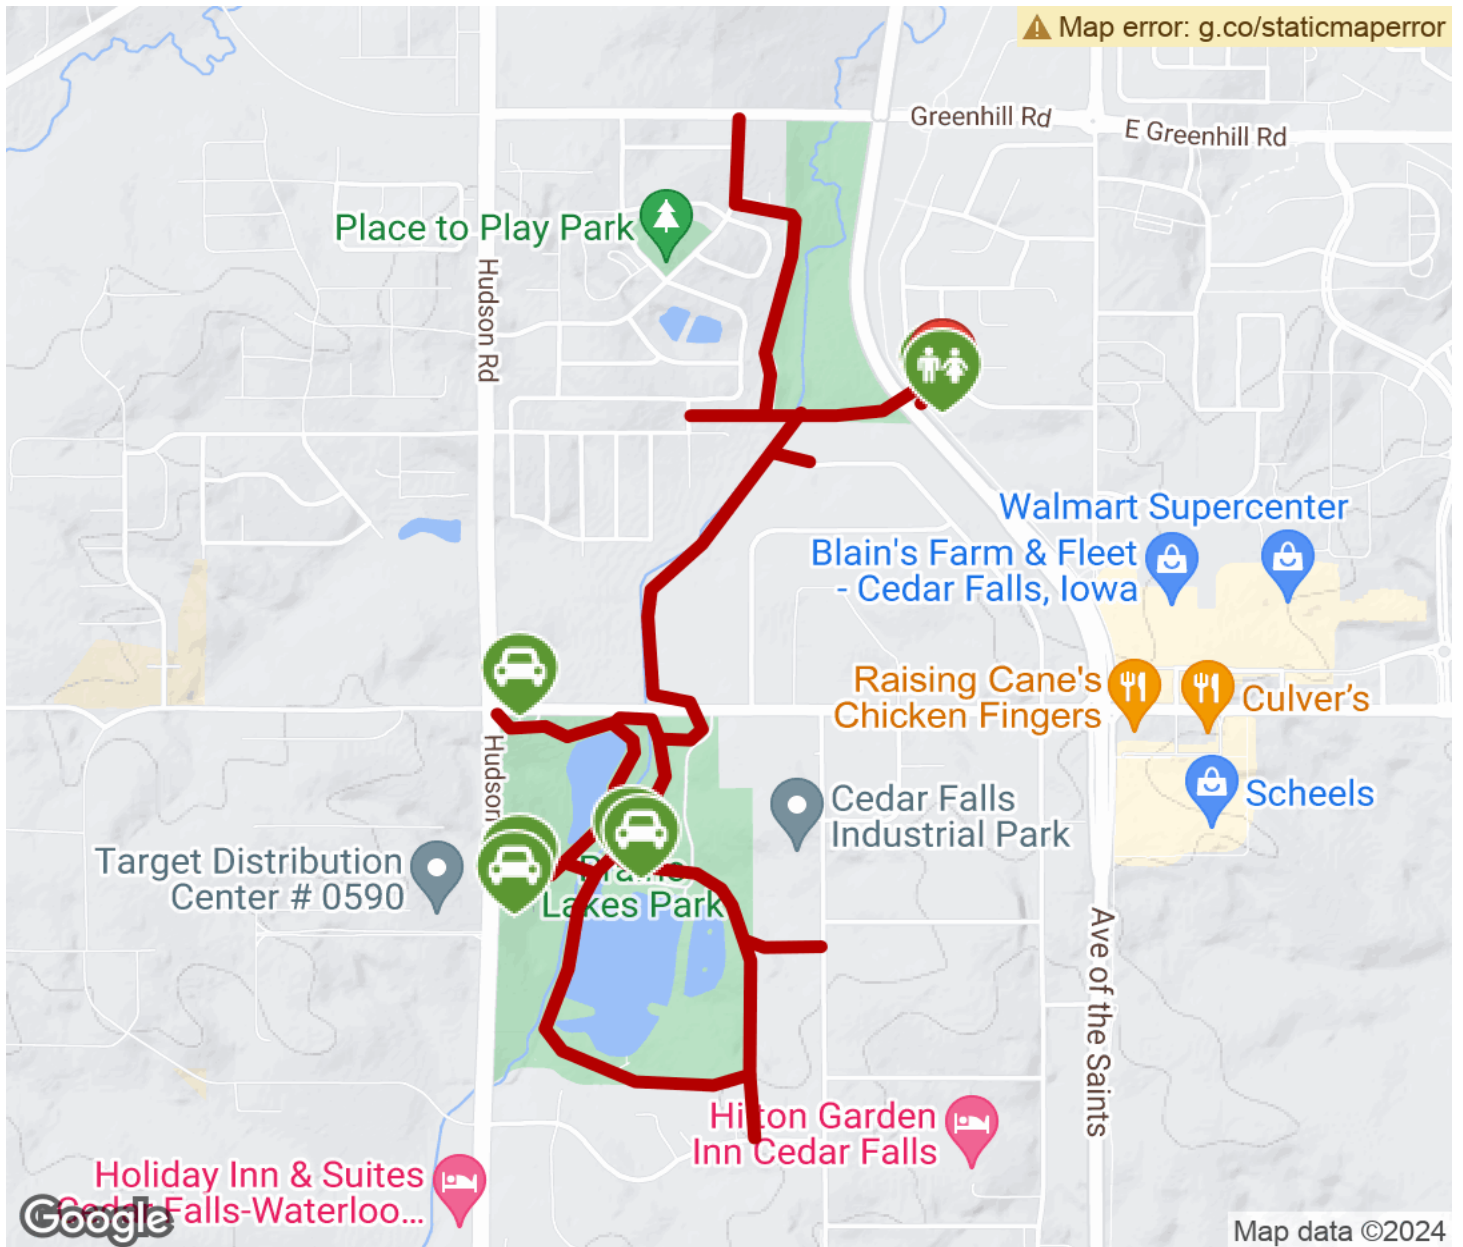 Map error: g.co/staticmaperror
Greenhill Rd
E Greenhill Rd
Place to Play Park
Hudson Rd
Walmart Supercenter
Blain's Farm & Fleet
- Cedar Falls, Iowa
Raising Cane's
Chicken Fingers
Culver's
Hudson
Scheels
Cedar Falls
Industrial Park
Target Distribution
Center # 0590
Prairie
Lakes Park
Ave of the Saints
Hilton Garden
Inn Cedar Falls
Holiday Inn & Suites
Cedar Falls-Waterloo...
Google
Map data ©2024